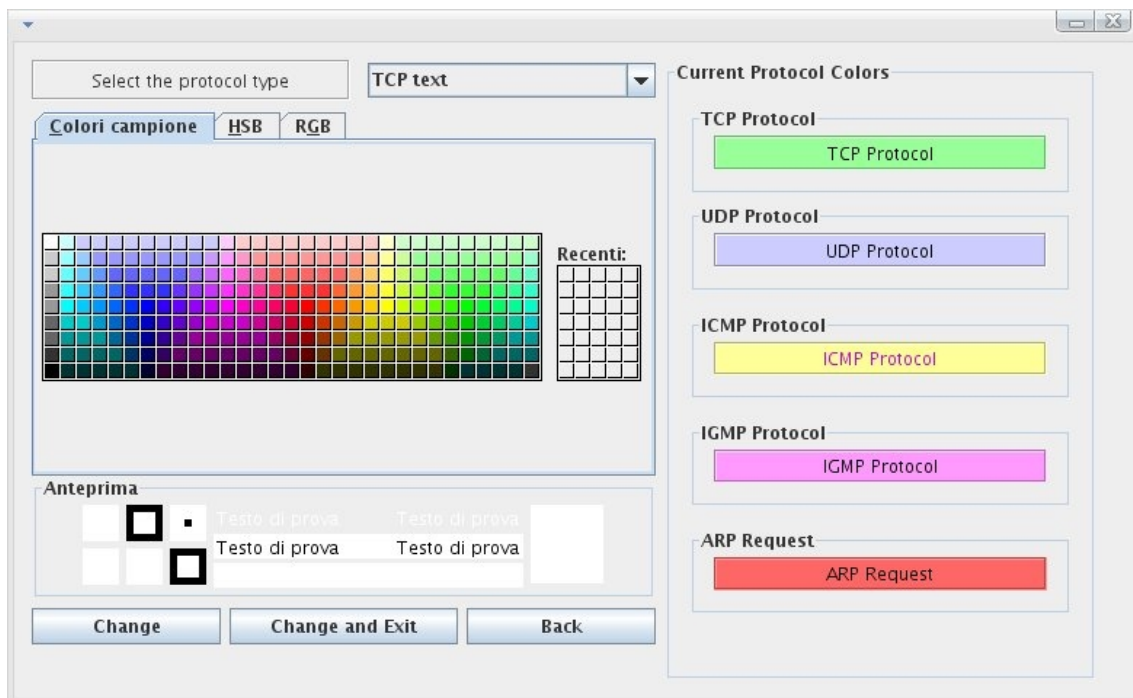 Select the protocol type
TCP text
Colori campione
HSB
RGB
Recenti:
Anteprima
Testo di prova Testo di prova
Testo di prova Testo di prova
Change
Change and Exit
Back
Current Protocol Colors
TCP Protocol
TCP Protocol
UDP Protocol
UDP Protocol
ICMP Protocol
ICMP Protocol
IGMP Protocol
IGMP Protocol
ARP Request
ARP Request